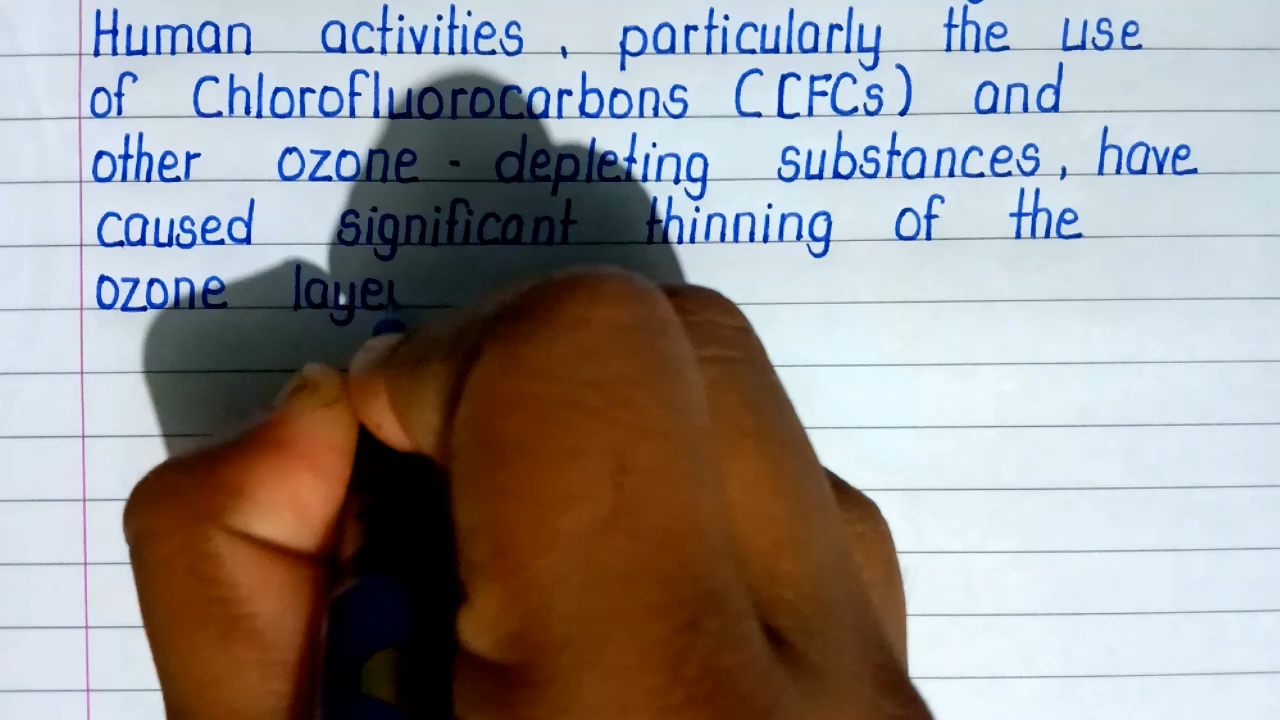 Human activities, particularly the use
of Chlorofluorocarbons (CFCs) and
other ozone - depleting substances, have
caused significant thinning of the
ozone layer